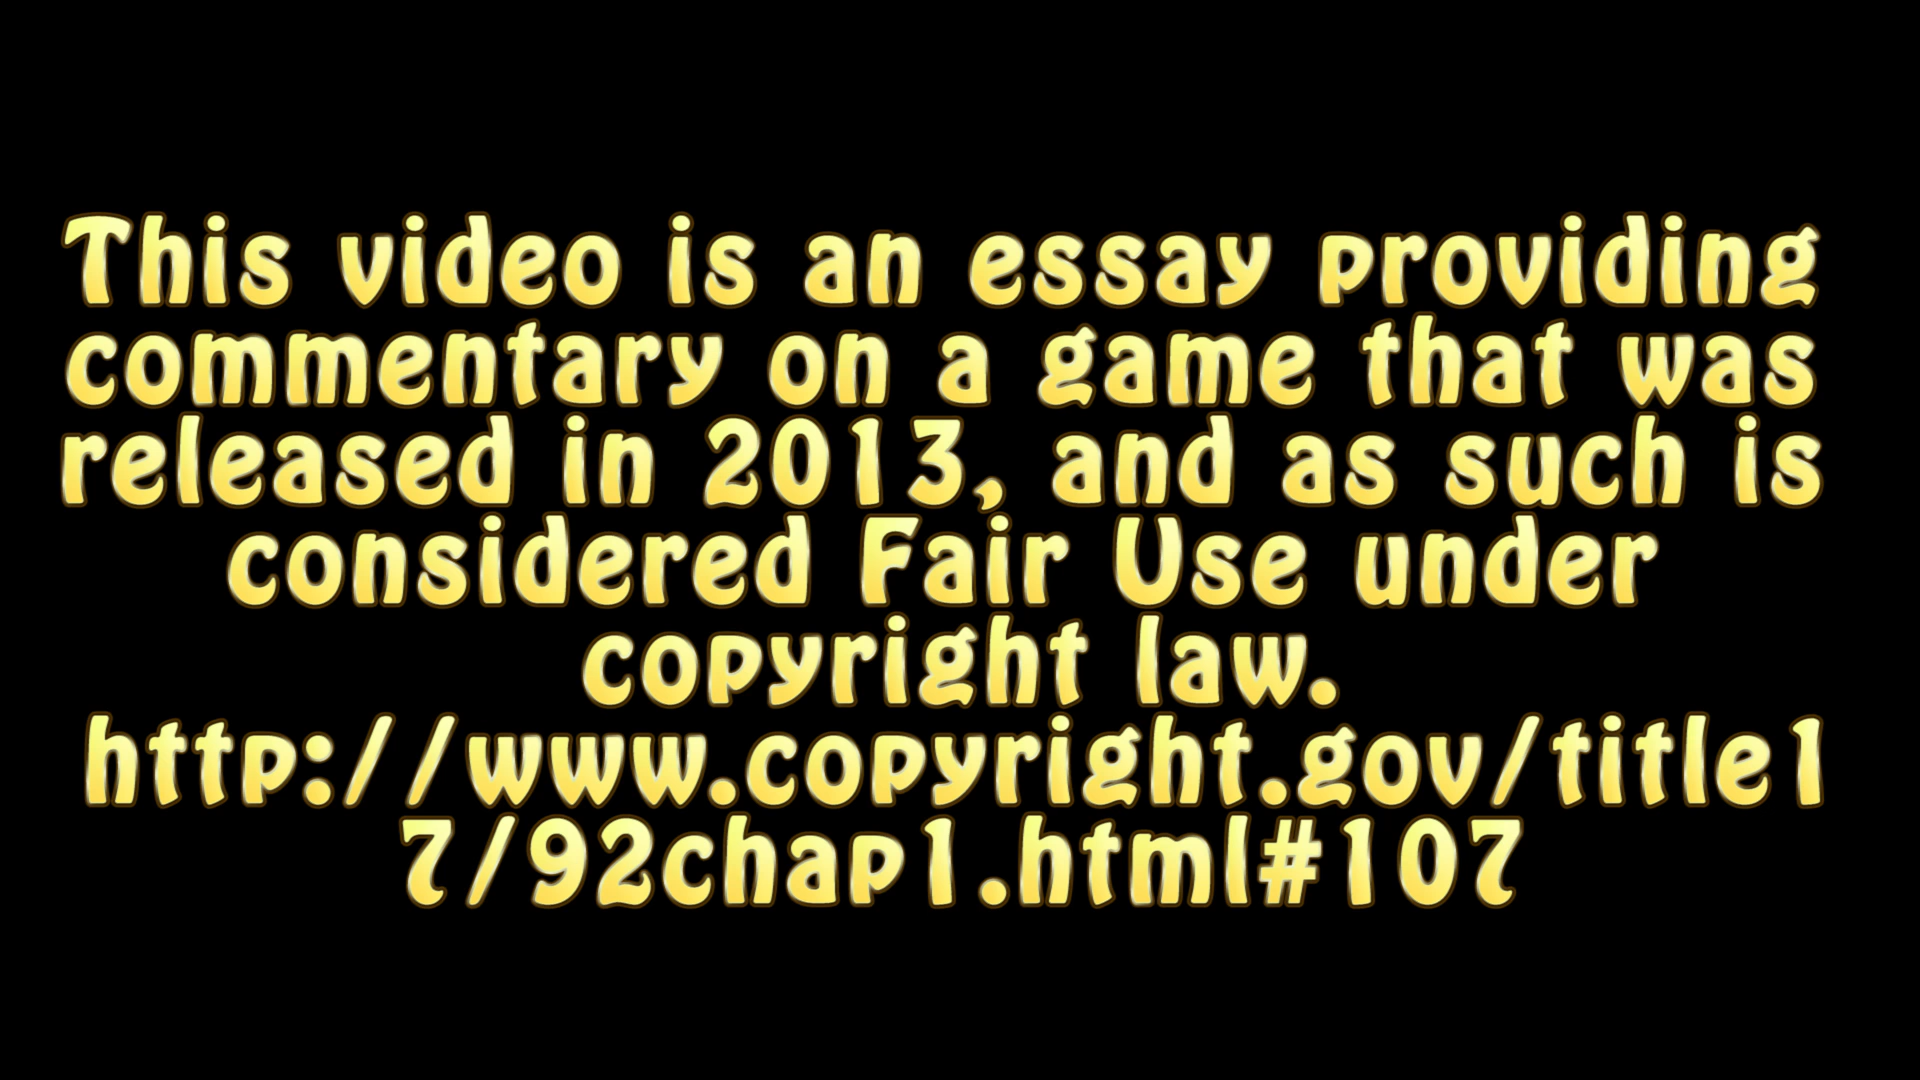 This video is an essay providing
commentary on a game that was
released in 2013, and as such is
considered Fair Use under
copyright law.
http://www.copyright.gov/title1
7/92chap1.html#107